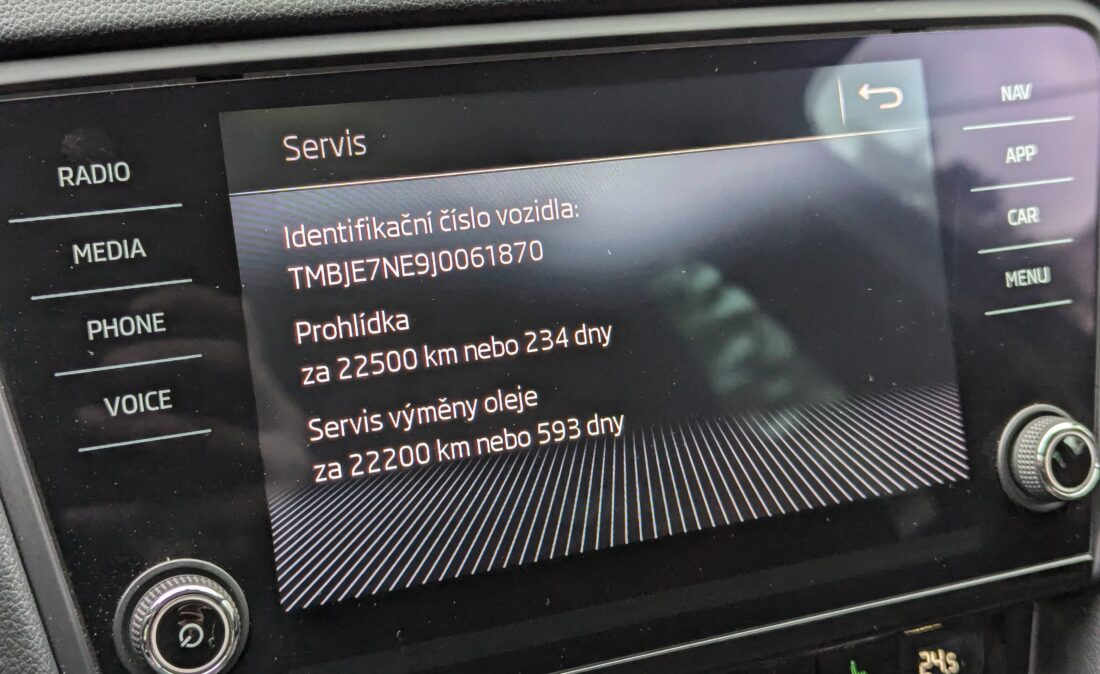 Servis
Identifikační číslo vozidla:
TMBJE7NE9J0061870
Prohlídka
za 22500 km nebo 234 dny
Servis výměny oleje
za 22200 km nebo 593 dny
RADIO
MEDIA
PHONE
VOICE
NAV
APP
CAR
MENU
24.5